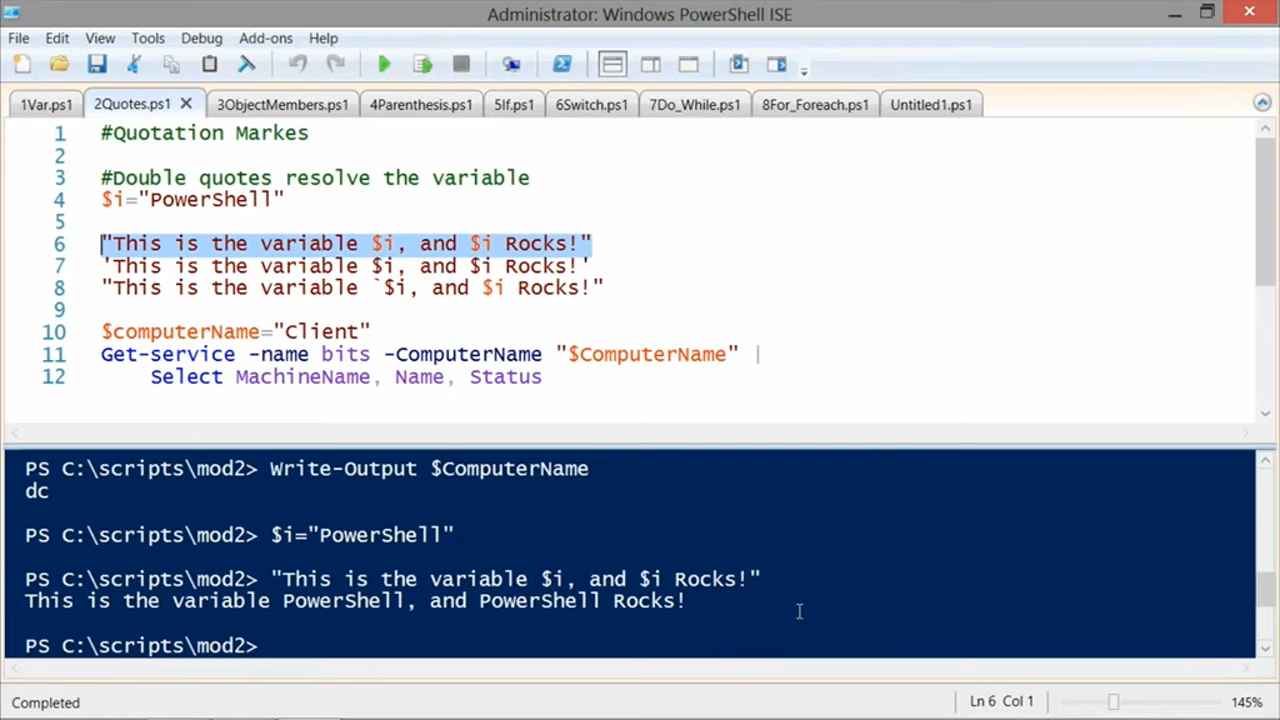 Administrator: Windows PowerShell ISE
File Edit View Tools Debug Add-ons Help
1Var.ps1 2Quotes.ps1 3ObjectMembers.ps1 4Parenthesis.ps1 5If.ps1 6Switch.ps1 7Do_While.ps1 8For_Foreach.ps1 Untitled1.ps1
1 #Quotation Markes
2
3 #Double quotes resolve the variable
4 $i="PowerShell"
5
6 "This is the variable $i, and $i Rocks!"
7 'This is the variable $i, and $i Rocks!'
8 "This is the variable `$i, and $i Rocks!"
9
10 $computerName="Client"
11 Get-service -name bits -ComputerName "$ComputerName" |
12 Select MachineName, Name, Status
PS C:\scripts\mod2> Write-Output $ComputerName
dc
PS C:\scripts\mod2> $i="PowerShell"
PS C:\scripts\mod2> "This is the variable $i, and $i Rocks!"
This is the variable PowerShell, and PowerShell Rocks!
PS C:\scripts\mod2>
Completed Ln 6 Col 1 145%